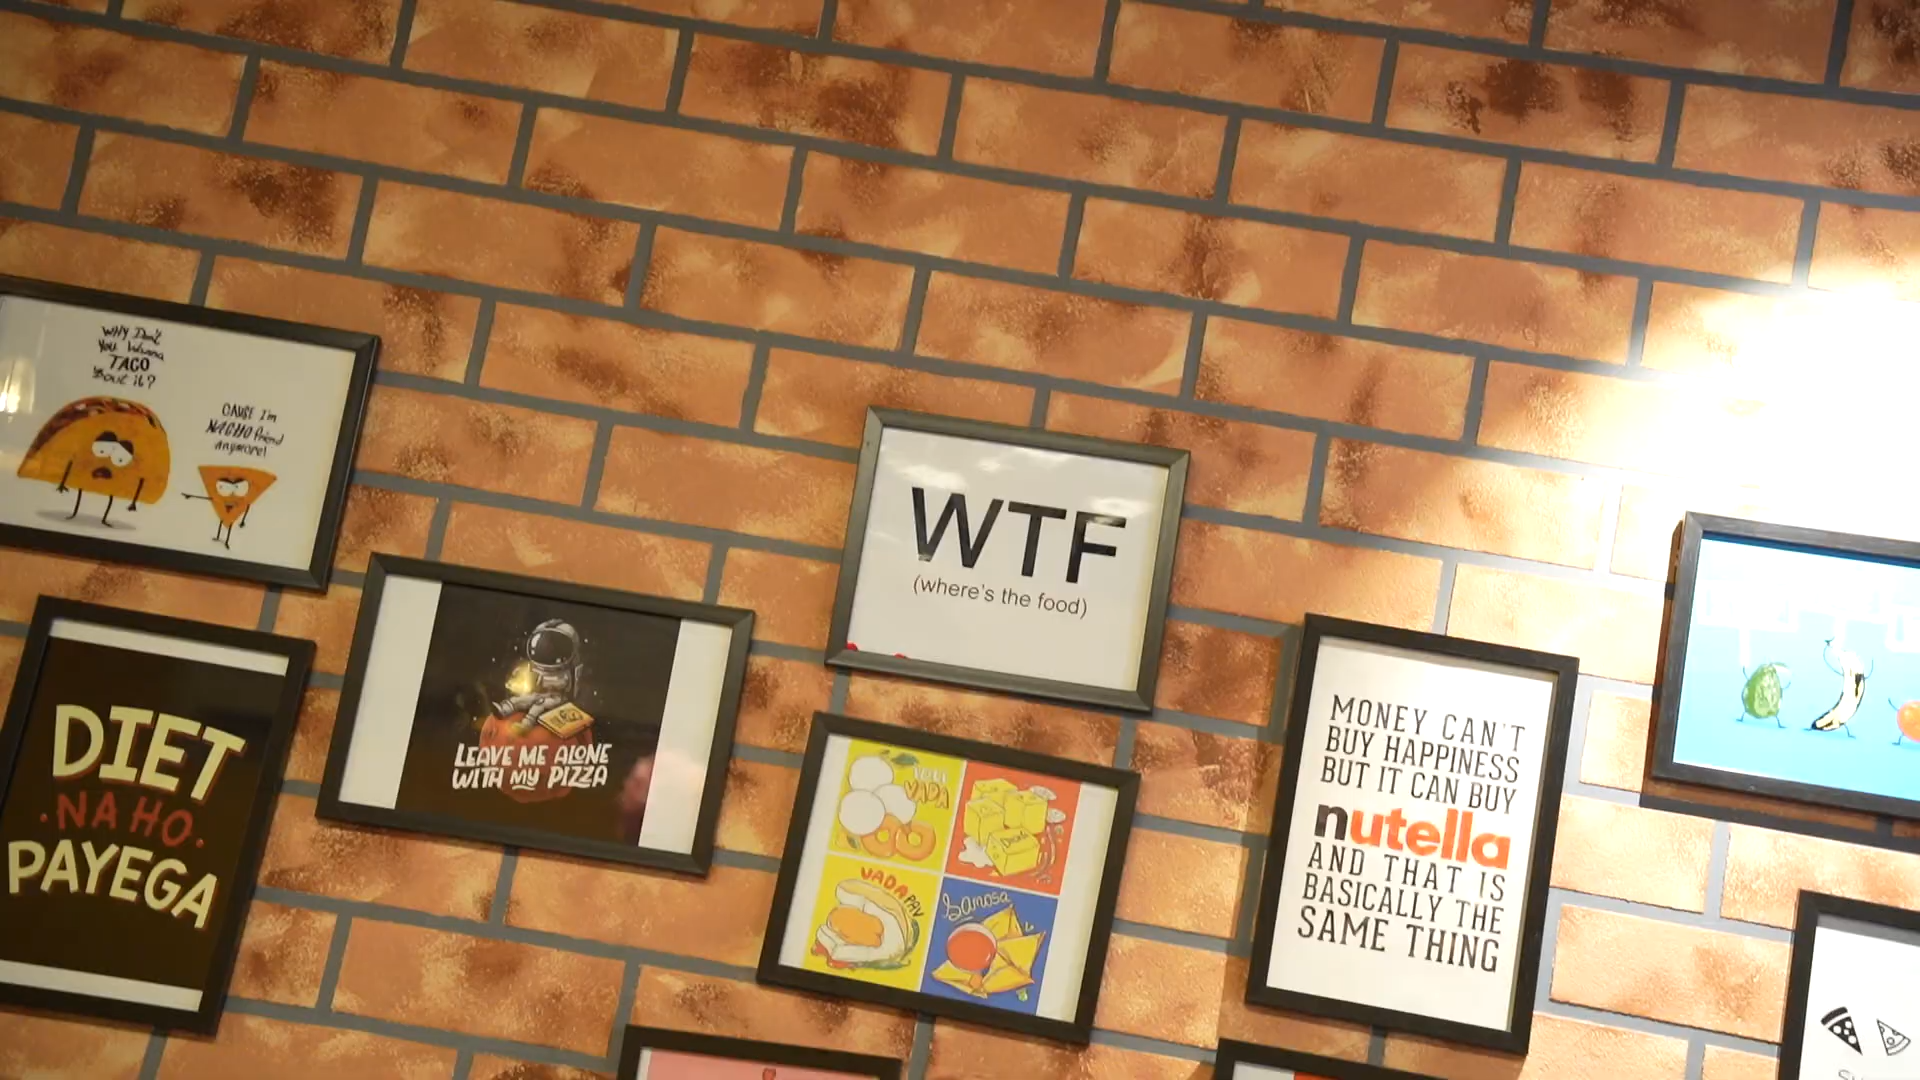 WHY Don't
You Wanna
TACO
'Bout it?
CAUSE I'm
NACHO friend
anymore!
DIET
·NA HO·
PAYEGA
LEAVE ME ALONE
WITH MY PIZZA
WTF
(where's the food)
VADA
VADAPAV
Samosa
MONEY CAN'T
BUY HAPPINESS
BUT IT CAN BUY
nutella
AND THAT IS
BASICALLY THE
SAME THING